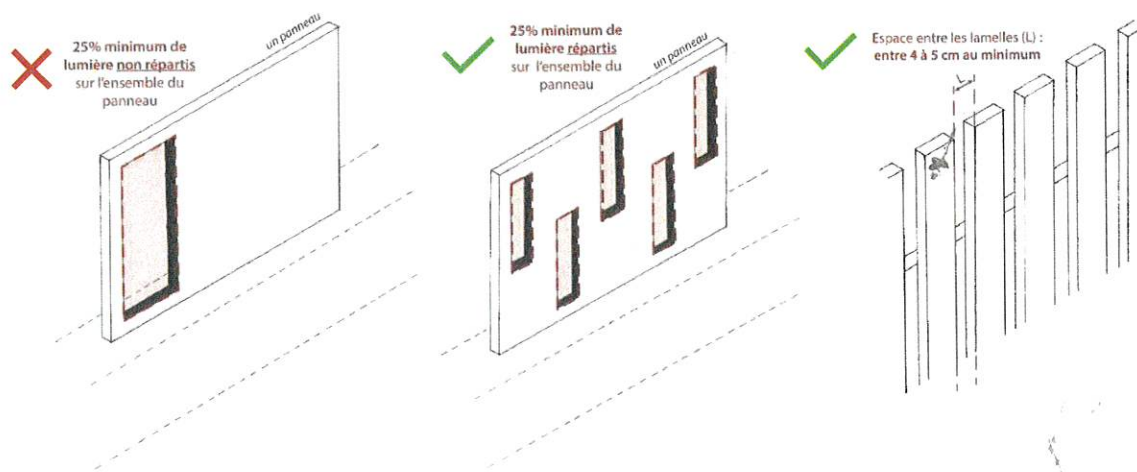 25% minimum de
lumière non répartis
sur l'ensemble du
panneau
un panneau
25% minimum de
lumière répartis
sur l'ensemble du
panneau
un panneau
Espace entre les lamelles (L) :
entre 4 à 5 cm au minimum
L